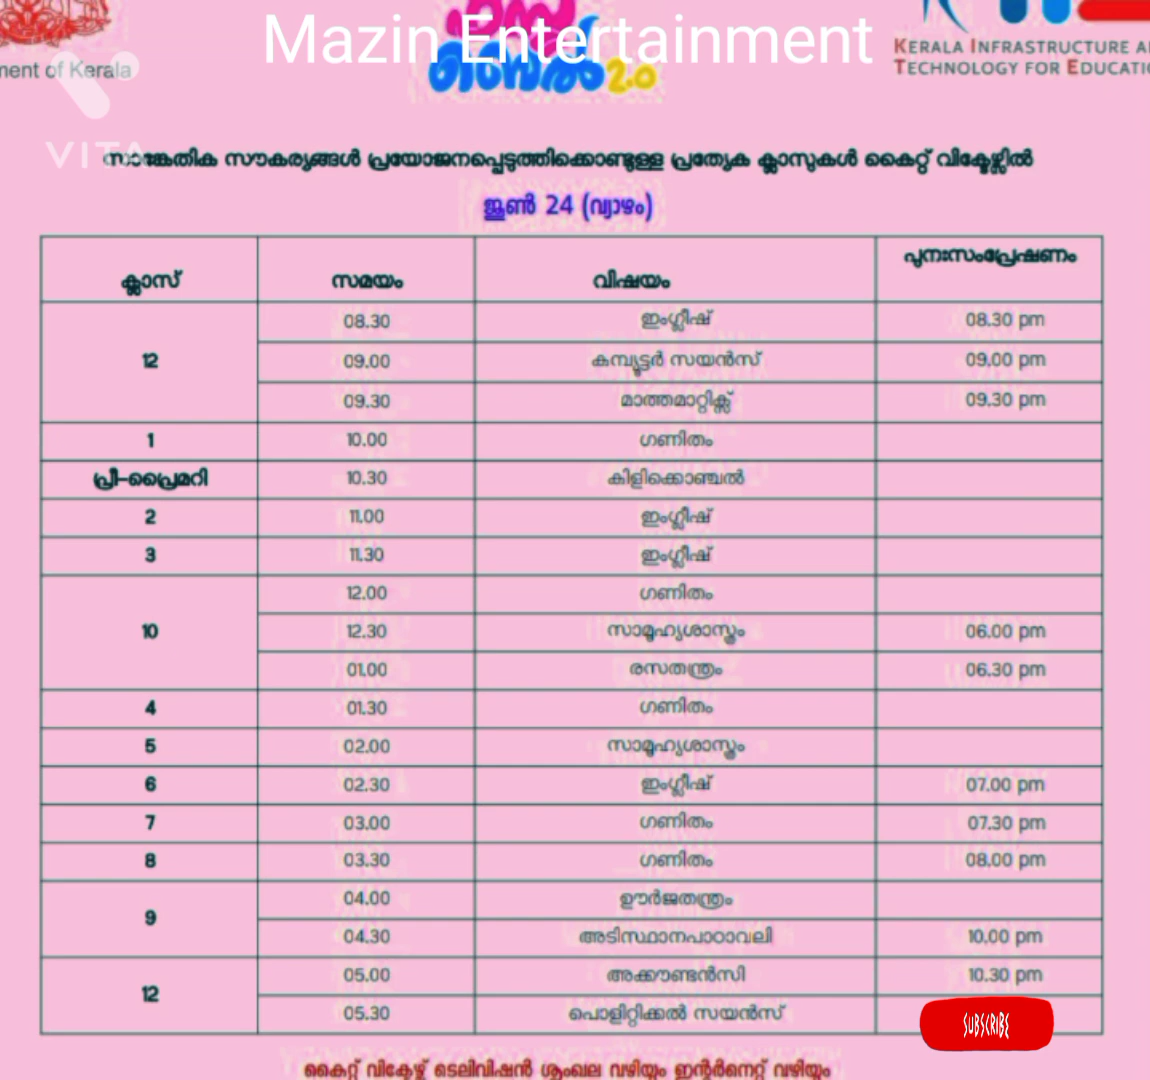 Mazin Entertainment
ment of Kerala
2.0
KERALA INFRASTRUCTURE
TECHNOLOGY FOR
VITA
സാങ്കേതിക സൗകര്യങ്ങൾ പ്രയോജനപ്പെടുത്തിക്കൊണ്ടുള്ള പ്രത്യേക ക്ലാസുകൾ കൈറ്റ് വിക്ടേഴ്സിൽ
ജൂൺ 24 (വ്യാഴം)
ക്ലാസ് സമയം വിഷയം പുനഃസംപ്രേഷണം
12 08.30 ഇംഗ്ലീഷ് 08.30 pm
09.00 കമ്പ്യൂട്ടർ സയൻസ് 09.00 pm
09.30 മാത്തമാറ്റിക്സ് 09.30 pm
1 10.00 ഗണിതം
പ്രീ-പ്രൈമറി 10.30 കിളിക്കൊഞ്ചൽ
2 11.00 ഇംഗ്ലീഷ്
3 11.30 ഇംഗ്ലീഷ്
10 12.00 ഗണിതം
12.30 സാമൂഹ്യശാസ്ത്രം 06.00 pm
01.00 രസതന്ത്രം 06.30 pm
4 01.30 ഗണിതം
5 02.00 സാമൂഹ്യശാസ്ത്രം
6 02.30 ഇംഗ്ലീഷ് 07.00 pm
7 03.00 ഗണിതം 07.30 pm
8 03.30 ഗണിതം 08.00 pm
9 04.00 ഊർജതന്ത്രം
04.30 അടിസ്ഥാനപാഠാവലി 10.00 pm
12 05.00 അക്കൗണ്ടൻസി 10.30 pm
05.30 പൊളിറ്റിക്കൽ സയൻസ്
SUBSCRIBE
കൈറ്റ് വിക്ടേഴ്സ് ടെലിവിഷൻ ശൃംഖല വഴിയും ഇന്റർനെറ്റ് വഴിയും